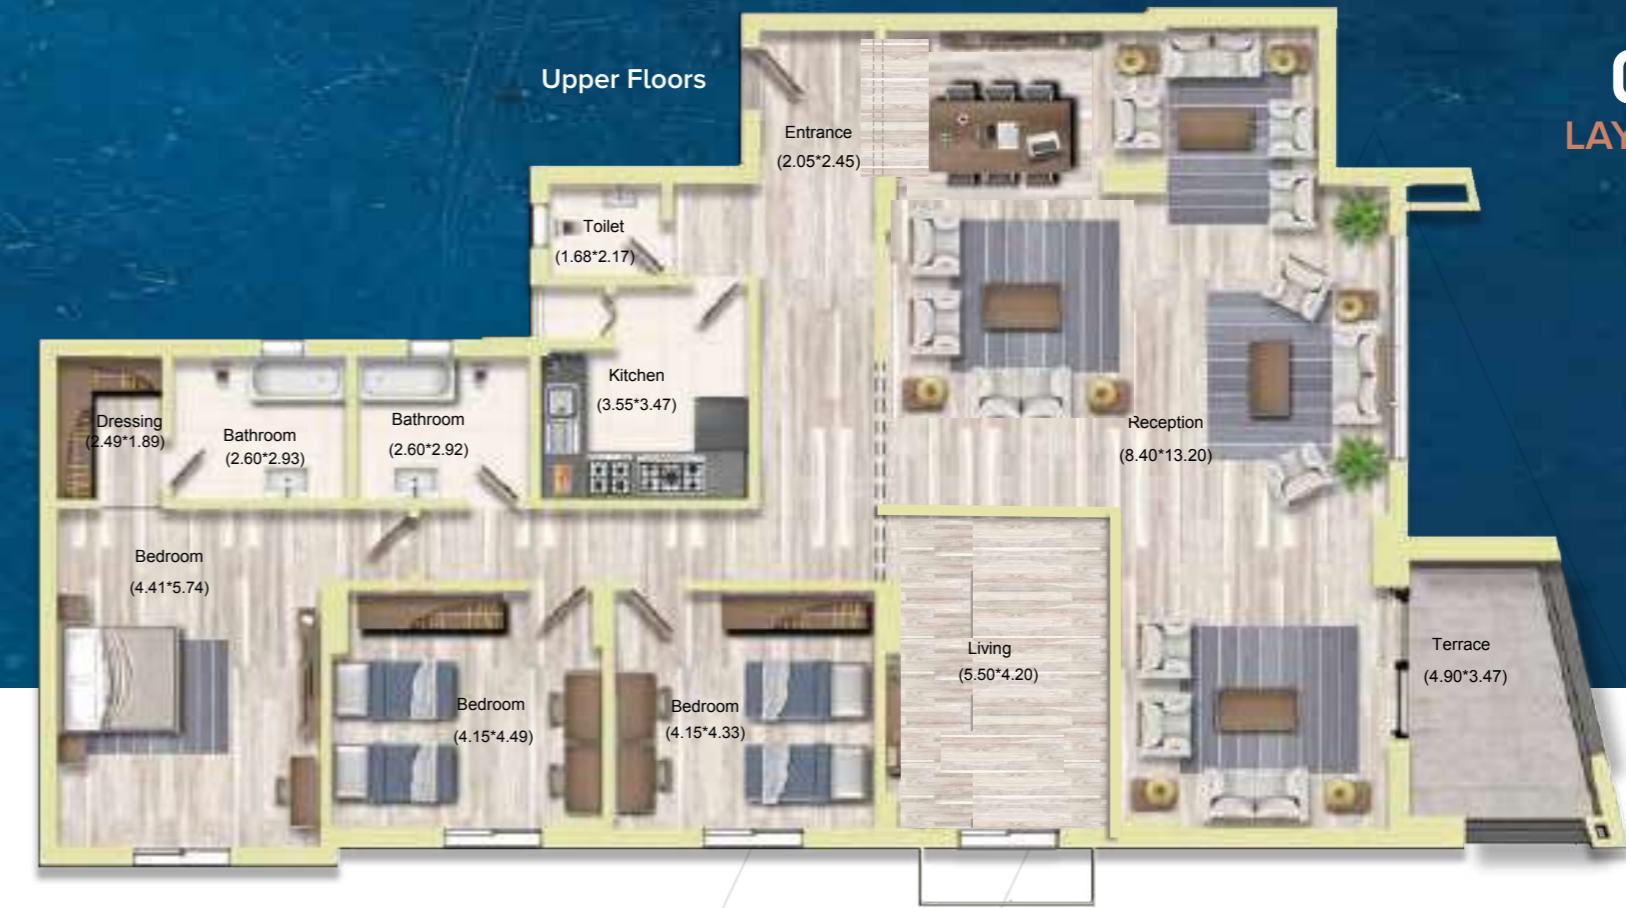 Upper Floors
LAY
Entrance
(2.05*2.45)
Toilet
(1.68*2.17)
Kitchen
(3.55*3.47)
Dressing
(2.49*1.89)
Bathroom
(2.60*2.93)
Bathroom
(2.60*2.92)
Reception
(8.40*13.20)
Bedroom
(4.41*5.74)
Bedroom
(4.15*4.49)
Bedroom
(4.15*4.33)
Living
(5.50*4.20)
Terrace
(4.90*3.47)